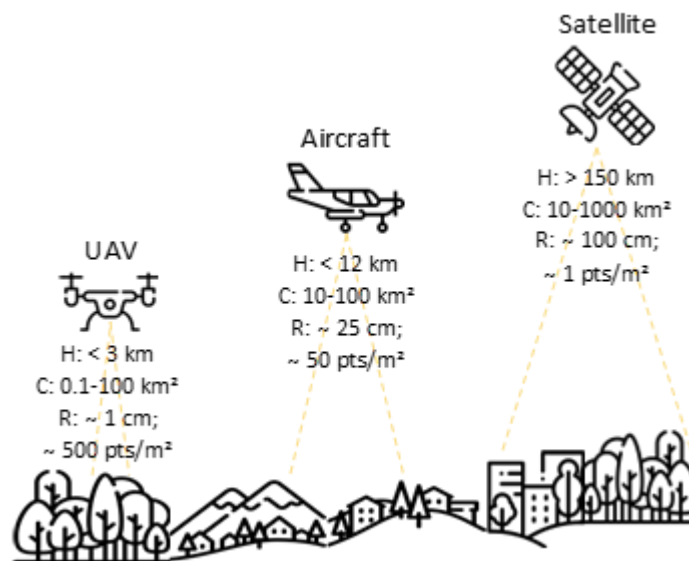 Satellite
H: > 150 km
C: 10-1000 km²
R: ~ 100 cm;
~ 1 pts/m²
Aircraft
H: < 12 km
C: 10-100 km²
R: ~ 25 cm;
~ 50 pts/m²
UAV
H: < 3 km
C: 0.1-100 km²
R: ~ 1 cm;
~ 500 pts/m²